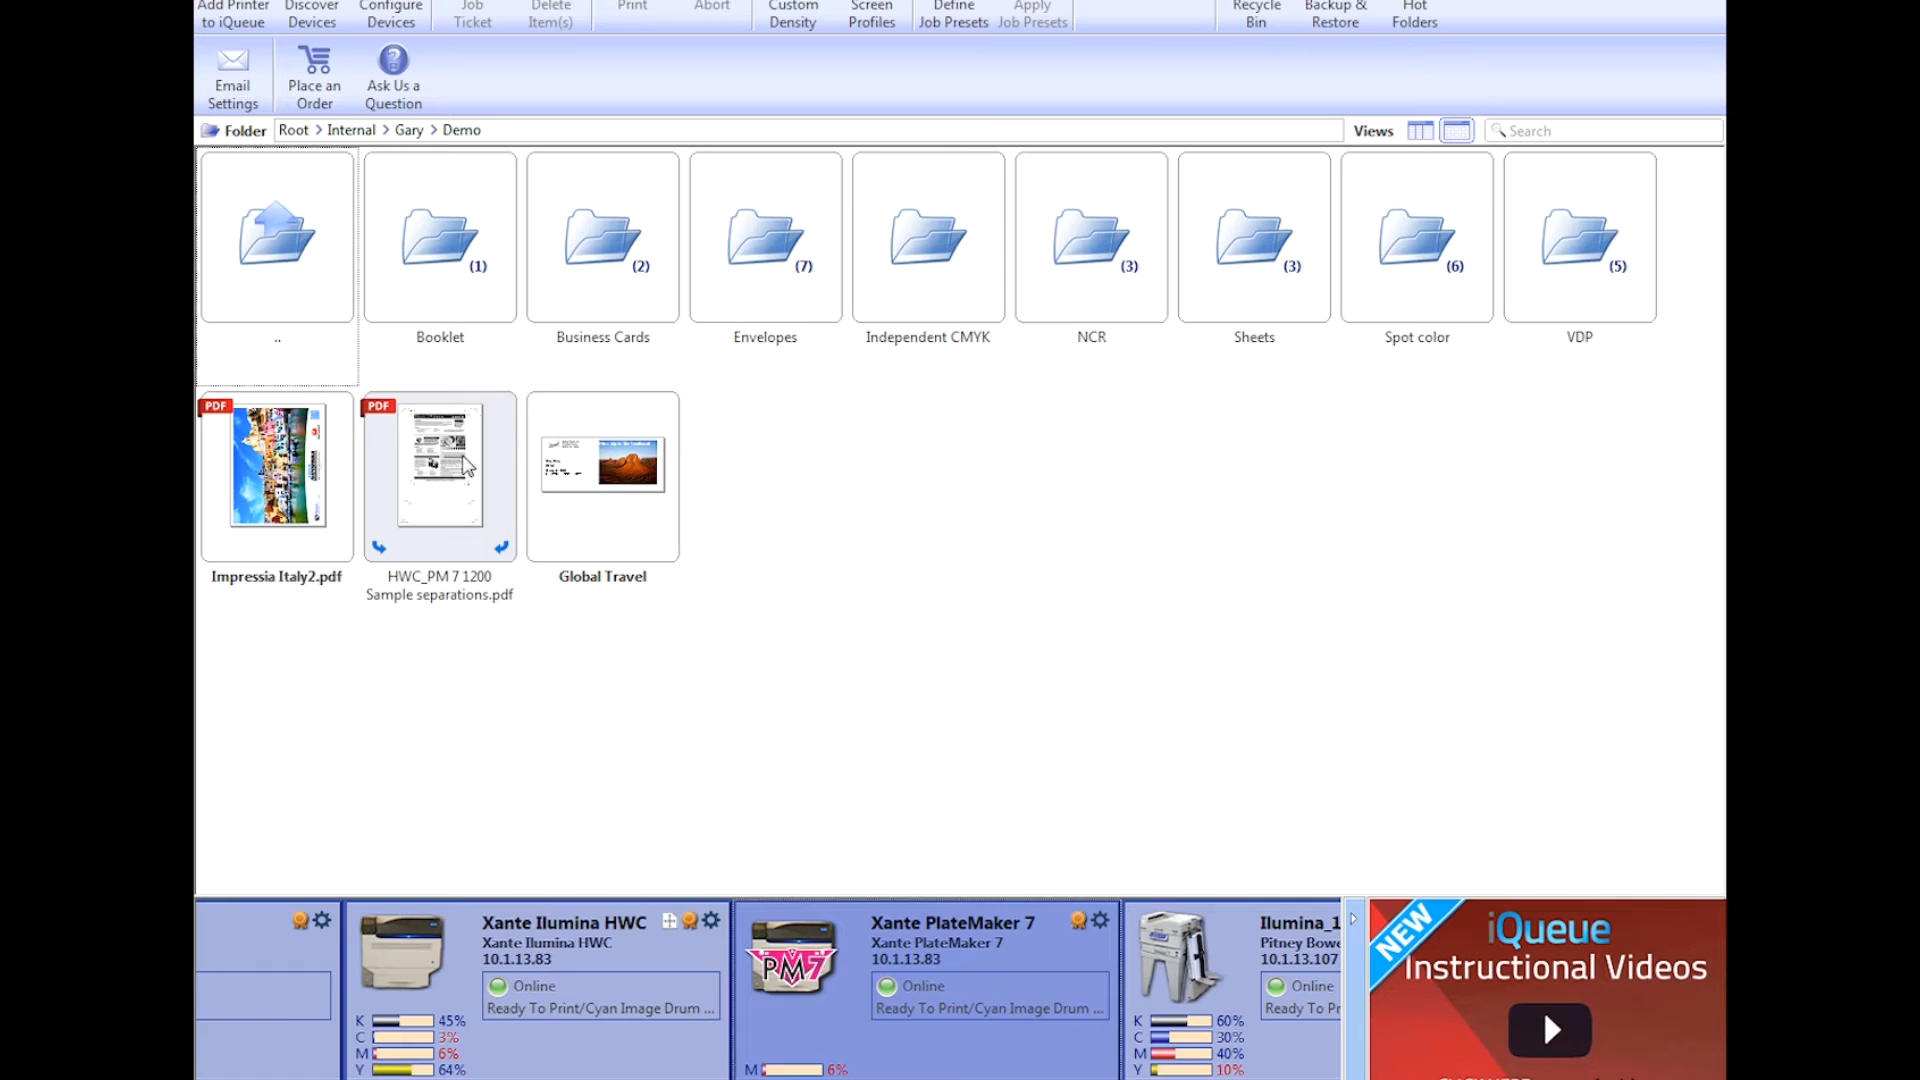 Add Printer
to iQueue
Discover
Devices
Configure
Devices
Job
Ticket
Delete
Item(s)
Print
Abort
Custom
Density
Screen
Profiles
Define
Job Presets
Apply
Job Presets
Recycle
Bin
Backup &
Restore
Hot
Folders
Email
Settings
Place an
Order
Ask Us a
Question
Folder Root > Internal > Gary > Demo Views Search
(1)
(2)
(7)
(3)
(3)
(6)
(5)
.. Booklet Business Cards Envelopes Independent CMYK NCR Sheets Spot color VDP
PDF
PDF
Impressia Italy2.pdf
HWC_PM 7 1200
Sample separations.pdf
Global Travel
Xante Ilumina HWC
Xante Ilumina HWC
10.1.13.83
Online
Ready To Print/Cyan Image Drum ...
K 45%
C 3%
M 6%
Y 64%
PM7
Xante PlateMaker 7
Xante PlateMaker 7
10.1.13.83
Online
Ready To Print/Cyan Image Drum ...
M 6%
Ilumina_1
Pitney Bowe
10.1.13.107
Online
Ready To Pr
K 60%
C 30%
M 40%
Y 10%
NEW
iQueue
Instructional Videos